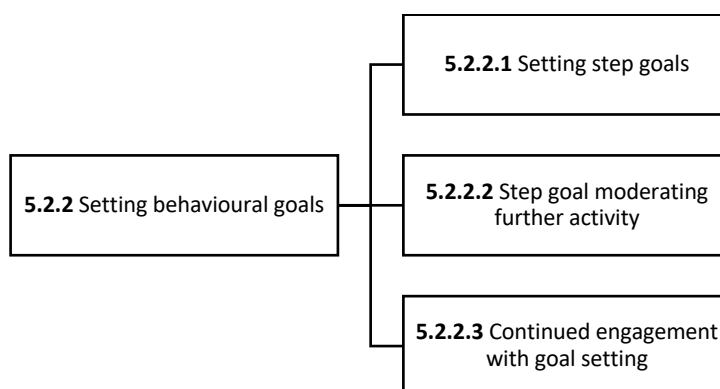 5.2.2.1 Setting step goals
5.2.2 Setting behavioural goals
5.2.2.2 Step goal moderating
further activity
5.2.2.3 Continued engagement
with goal setting